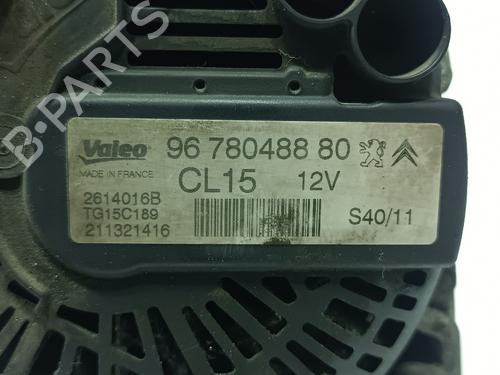 B-PARTS
Valeo
MADE IN FRANCE
96 780488 80
CL15 12V
2614016B
TG15C189
211321416
S40/11